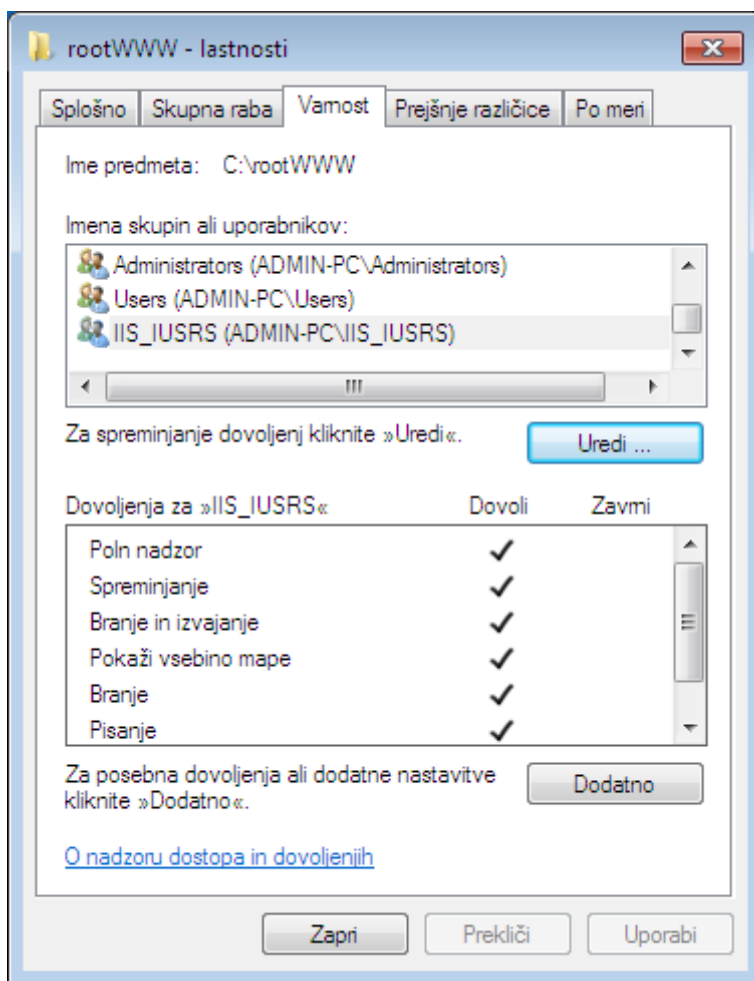 rootWWW - lastnosti
Splošno Skupna raba Varnost Prejšnje različice Po meri
Ime predmeta: C:\rootWWW
Imena skupin ali uporabnikov:
Administrators (ADMIN-PC\Administrators)
Users (ADMIN-PC\Users)
IIS_IUSRS (ADMIN-PC\IIS_IUSRS)
Za spreminjanje dovoljenj kliknite »Uredi«.
Uredi ...
Dovoljenja za »IIS_IUSRS« Dovoli Zavrni
Poln nadzor
Spreminjanje
Branje in izvajanje
Pokaži vsebino mape
Branje
Pisanje
Za posebna dovoljenja ali dodatne nastavitve
kliknite »Dodatno«.
Dodatno
O nadzoru dostopa in dovoljenjih
Zapri Prekliči Uporabi